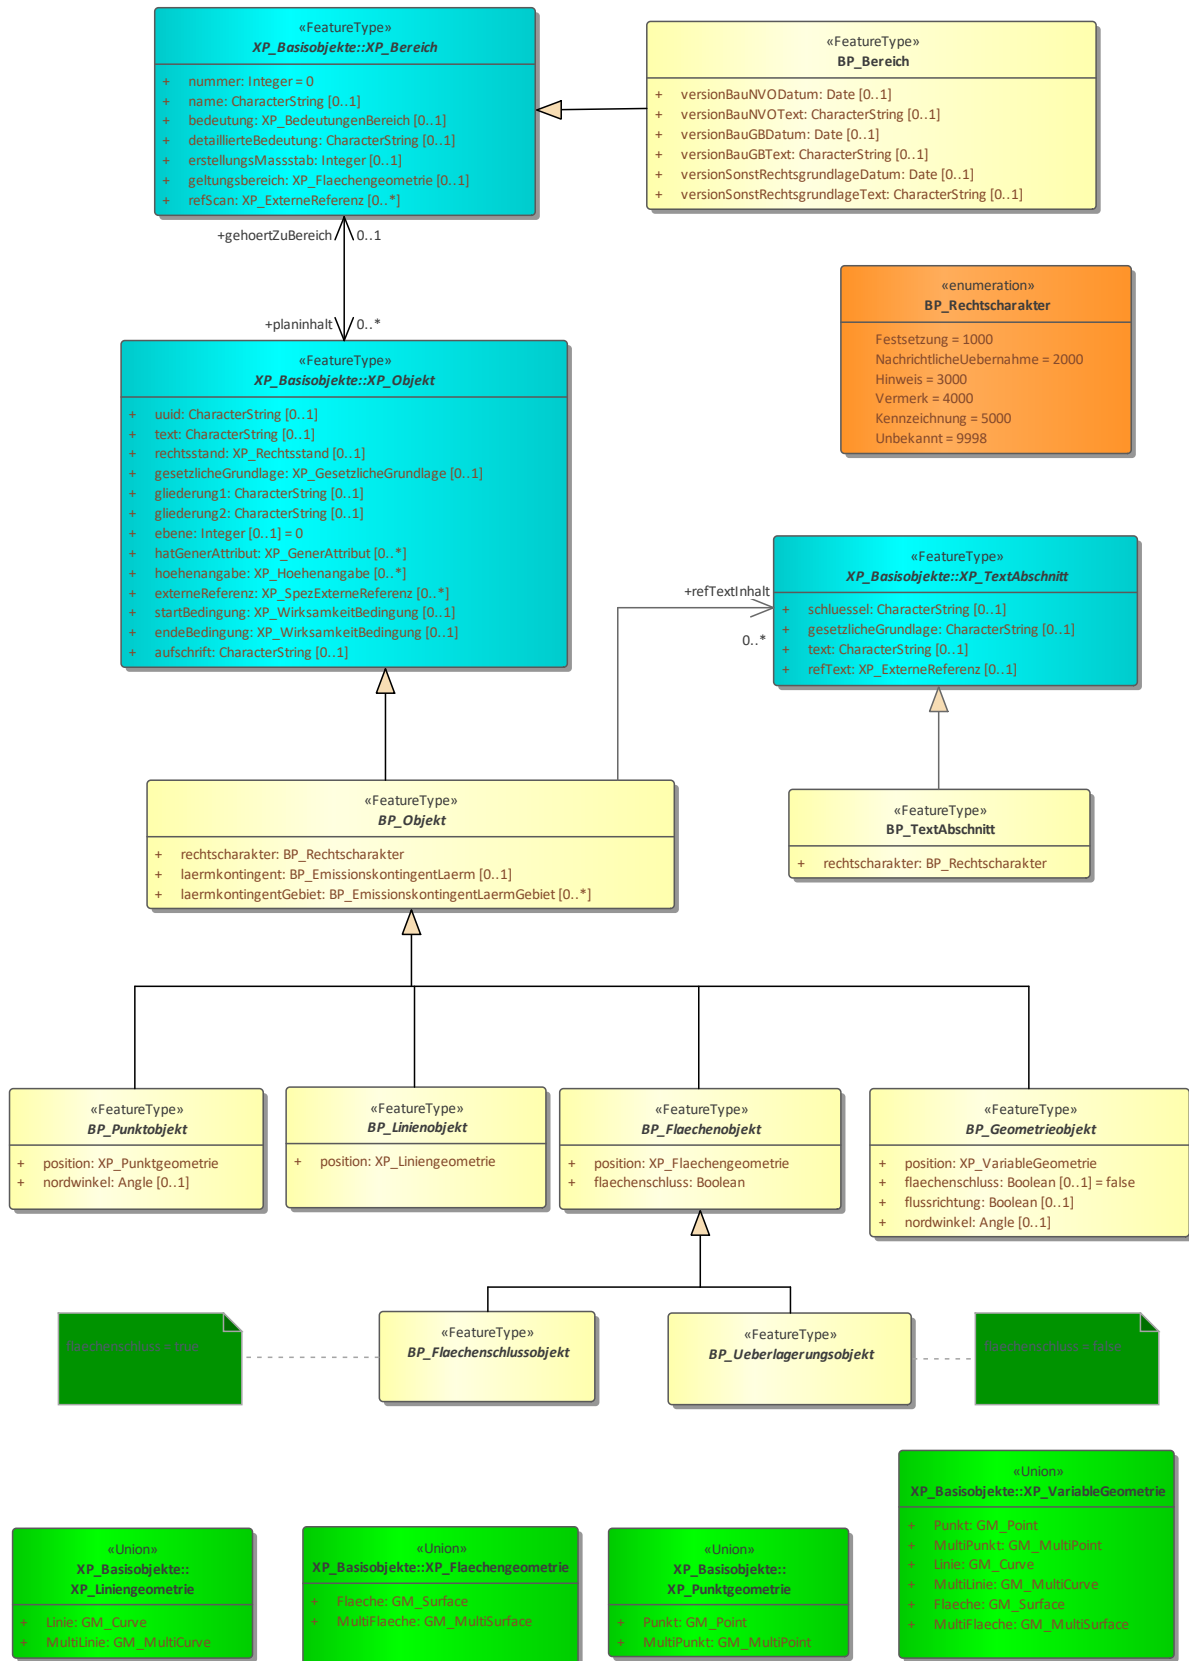 «FeatureType»
XP_Basisobjekte::XP_Bereich
+ nummer: Integer = 0
+ name: CharacterString [0..1]
+ bedeutung: XP_BedeutungenBereich [0..1]
+ detaillierteBedeutung: CharacterString [0..1]
+ erstellungsMassstab: Integer [0..1]
+ geltungsbereich: XP_Flaechengeometrie [0..1]
+ refScan: XP_ExterneReferenz [0..*]
«FeatureType»
BP_Bereich
+ versionBauNVODatum: Date [0..1]
+ versionBauNVOText: CharacterString [0..1]
+ versionBauGBDatum: Date [0..1]
+ versionBauGBText: CharacterString [0..1]
+ versionSonstRechtsgrundlageDatum: Date [0..1]
+ versionSonstRechtsgrundlageText: CharacterString [0..1]
+gehoertZuBereich 0..1
+planinhalt 0..*
«enumeration»
BP_Rechtscharakter
Festsetzung = 1000
NachrichtlicheUebernahme = 2000
Hinweis = 3000
Vermerk = 4000
Kennzeichnung = 5000
Unbekannt = 9998
«FeatureType»
XP_Basisobjekte::XP_Objekt
+ uuid: CharacterString [0..1]
+ text: CharacterString [0..1]
+ rechtsstand: XP_Rechtsstand [0..1]
+ gesetzlicheGrundlage: XP_GesetzlicheGrundlage [0..1]
+ gliederung1: CharacterString [0..1]
+ gliederung2: CharacterString [0..1]
+ ebene: Integer [0..1] = 0
+ hatGenerAttribut: XP_GenerAttribut [0..*]
+ hoehenangabe: XP_Hoehenangabe [0..*]
+ externeReferenz: XP_SpezExterneReferenz [0..*]
+ startBedingung: XP_WirksamkeitBedingung [0..1]
+ endeBedingung: XP_WirksamkeitBedingung [0..1]
+ aufschrift: CharacterString [0..1]
+refTextInhalt
0..*
«FeatureType»
XP_Basisobjekte::XP_TextAbschnitt
+ schluessel: CharacterString [0..1]
+ gesetzlicheGrundlage: CharacterString [0..1]
+ text: CharacterString [0..1]
+ refText: XP_ExterneReferenz [0..1]
«FeatureType»
BP_Objekt
+ rechtscharakter: BP_Rechtscharakter
+ laermkontingent: BP_EmissionskontingentLaerm [0..1]
+ laermkontingentGebiet: BP_EmissionskontingentLaermGebiet [0..*]
«FeatureType»
BP_TextAbschnitt
+ rechtscharakter: BP_Rechtscharakter
«FeatureType»
BP_Punktobjekt
+ position: XP_Punktgeometrie
+ nordwinkel: Angle [0..1]
«FeatureType»
BP_Linienobjekt
+ position: XP_Liniengeometrie
«FeatureType»
BP_Flaechenobjekt
+ position: XP_Flaechengeometrie
+ flaechenschluss: Boolean
«FeatureType»
BP_Geometrieobjekt
+ position: XP_VariableGeometrie
+ flaechenschluss: Boolean [0..1] = false
+ flussrichtung: Boolean [0..1]
+ nordwinkel: Angle [0..1]
flaechenschluss = true
«FeatureType»
BP_Flaechenschlussobjekt
«FeatureType»
BP_Ueberlagerungsobjekt
flaechenschluss = false
«Union»
XP_Basisobjekte::
XP_Liniengeometrie
+ Linie: GM_Curve
+ MultiLinie: GM_MultiCurve
«Union»
XP_Basisobjekte::XP_Flaechengeometrie
+ Flaeche: GM_Surface
+ MultiFlaeche: GM_MultiSurface
«Union»
XP_Basisobjekte::
XP_Punktgeometrie
+ Punkt: GM_Point
+ MultiPunkt: GM_MultiPoint
«Union»
XP_Basisobjekte::XP_VariableGeometrie
+ Punkt: GM_Point
+ MultiPunkt: GM_MultiPoint
+ Linie: GM_Curve
+ MultiLinie: GM_MultiCurve
+ Flaeche: GM_Surface
+ MultiFlaeche: GM_MultiSurface